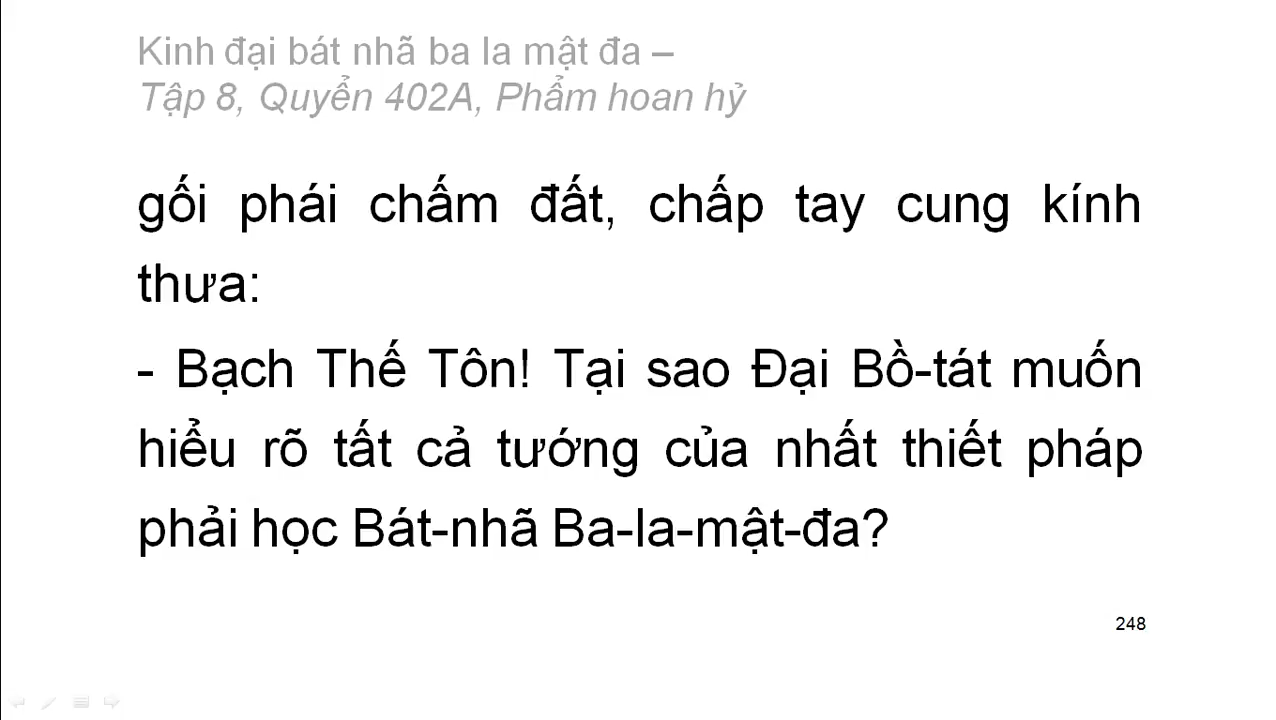 Kinh đại bát nhã ba la mật đa –
Tập 8, Quyển 402A, Phẩm hoan hỷ
gối phái chấm đất, chấp tay cung kính
thưa:
- Bạch Thế Tôn! Tại sao Đại Bồ-tát muốn
hiểu rõ tất cả tướng của nhất thiết pháp
phải học Bát-nhã Ba-la-mật-đa?
248